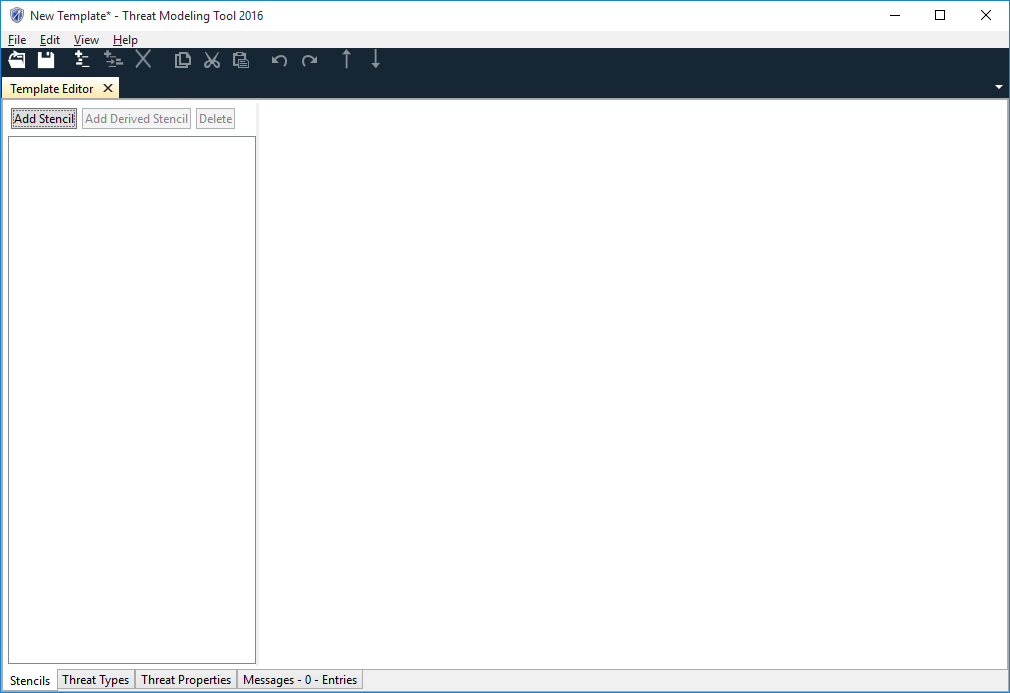 New Template* - Threat Modeling Tool 2016
File Edit View Help
Template Editor
Add Stencil Add Derived Stencil Delete
Stencils Threat Types Threat Properties Messages - 0 - Entries